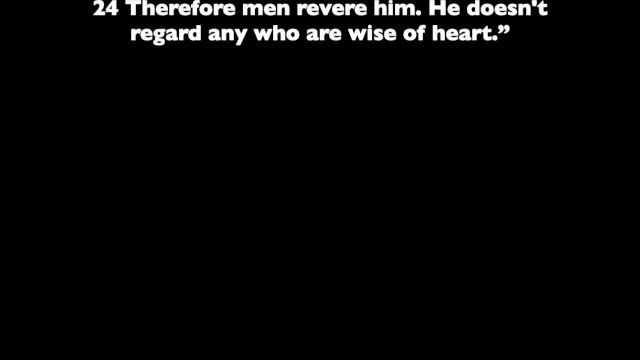 24 Therefore men revere him. He doesn't
regard any who are wise of heart.”